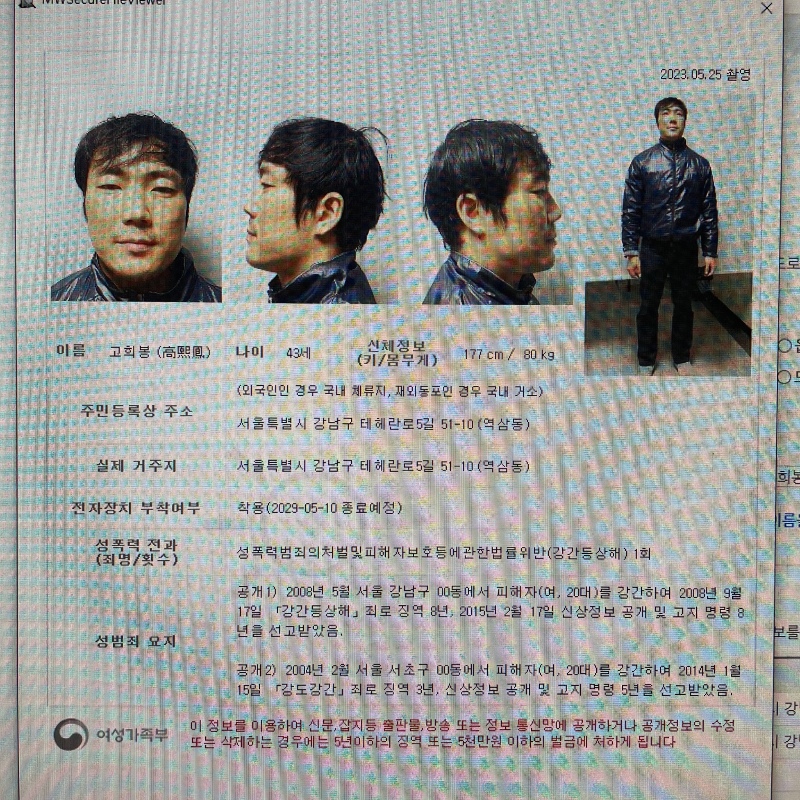 MWSecureFileViewer
2023.05.25 촬영
이름 고희봉 (高熙鳳) 나이 43세 신체정보 (키/몸무게) 177 cm / 80 kg
(외국인인 경우 국내 체류지, 재외동포인 경우 국내 거소)
주민등록상 주소
서울특별시 강남구 테헤란로5길 51-10 (역삼동)
실제 거주지 서울특별시 강남구 테헤란로5길 51-10 (역삼동)
전자장치 부착여부 착용(2029-05-10 종료예정)
성폭력 전과
(죄명/횟수)
성폭력범죄의처벌및피해자보호등에관한법률위반(강간등상해) 1회
성범죄 요지
공개1) 2008년 5월 서울 강남구 00동에서 피해자(여, 20대)를 강간하여 2008년 9월
17일 「강간등상해」죄로 징역 8년, 2015년 2월 17일 신상정보 공개 및 고지 명령 8
년을 선고받았음.
공개2) 2004년 2월 서울 서초구 00동에서 피해자(여, 20대)를 강간하여 2014년 1월
15일 「강도강간」죄로 징역 3년, 신상정보 공개 및 고지 명령 5년을 선고받았음.
여성가족부
이 정보를 이용하여 신문,잡지등 출판물,방송 또는 정보 통신망에 공개하거나 공개정보의 수정
또는 삭제하는 경우에는 5년이하의 징역 또는 5천만원 이하의 벌금에 처하게 됩니다